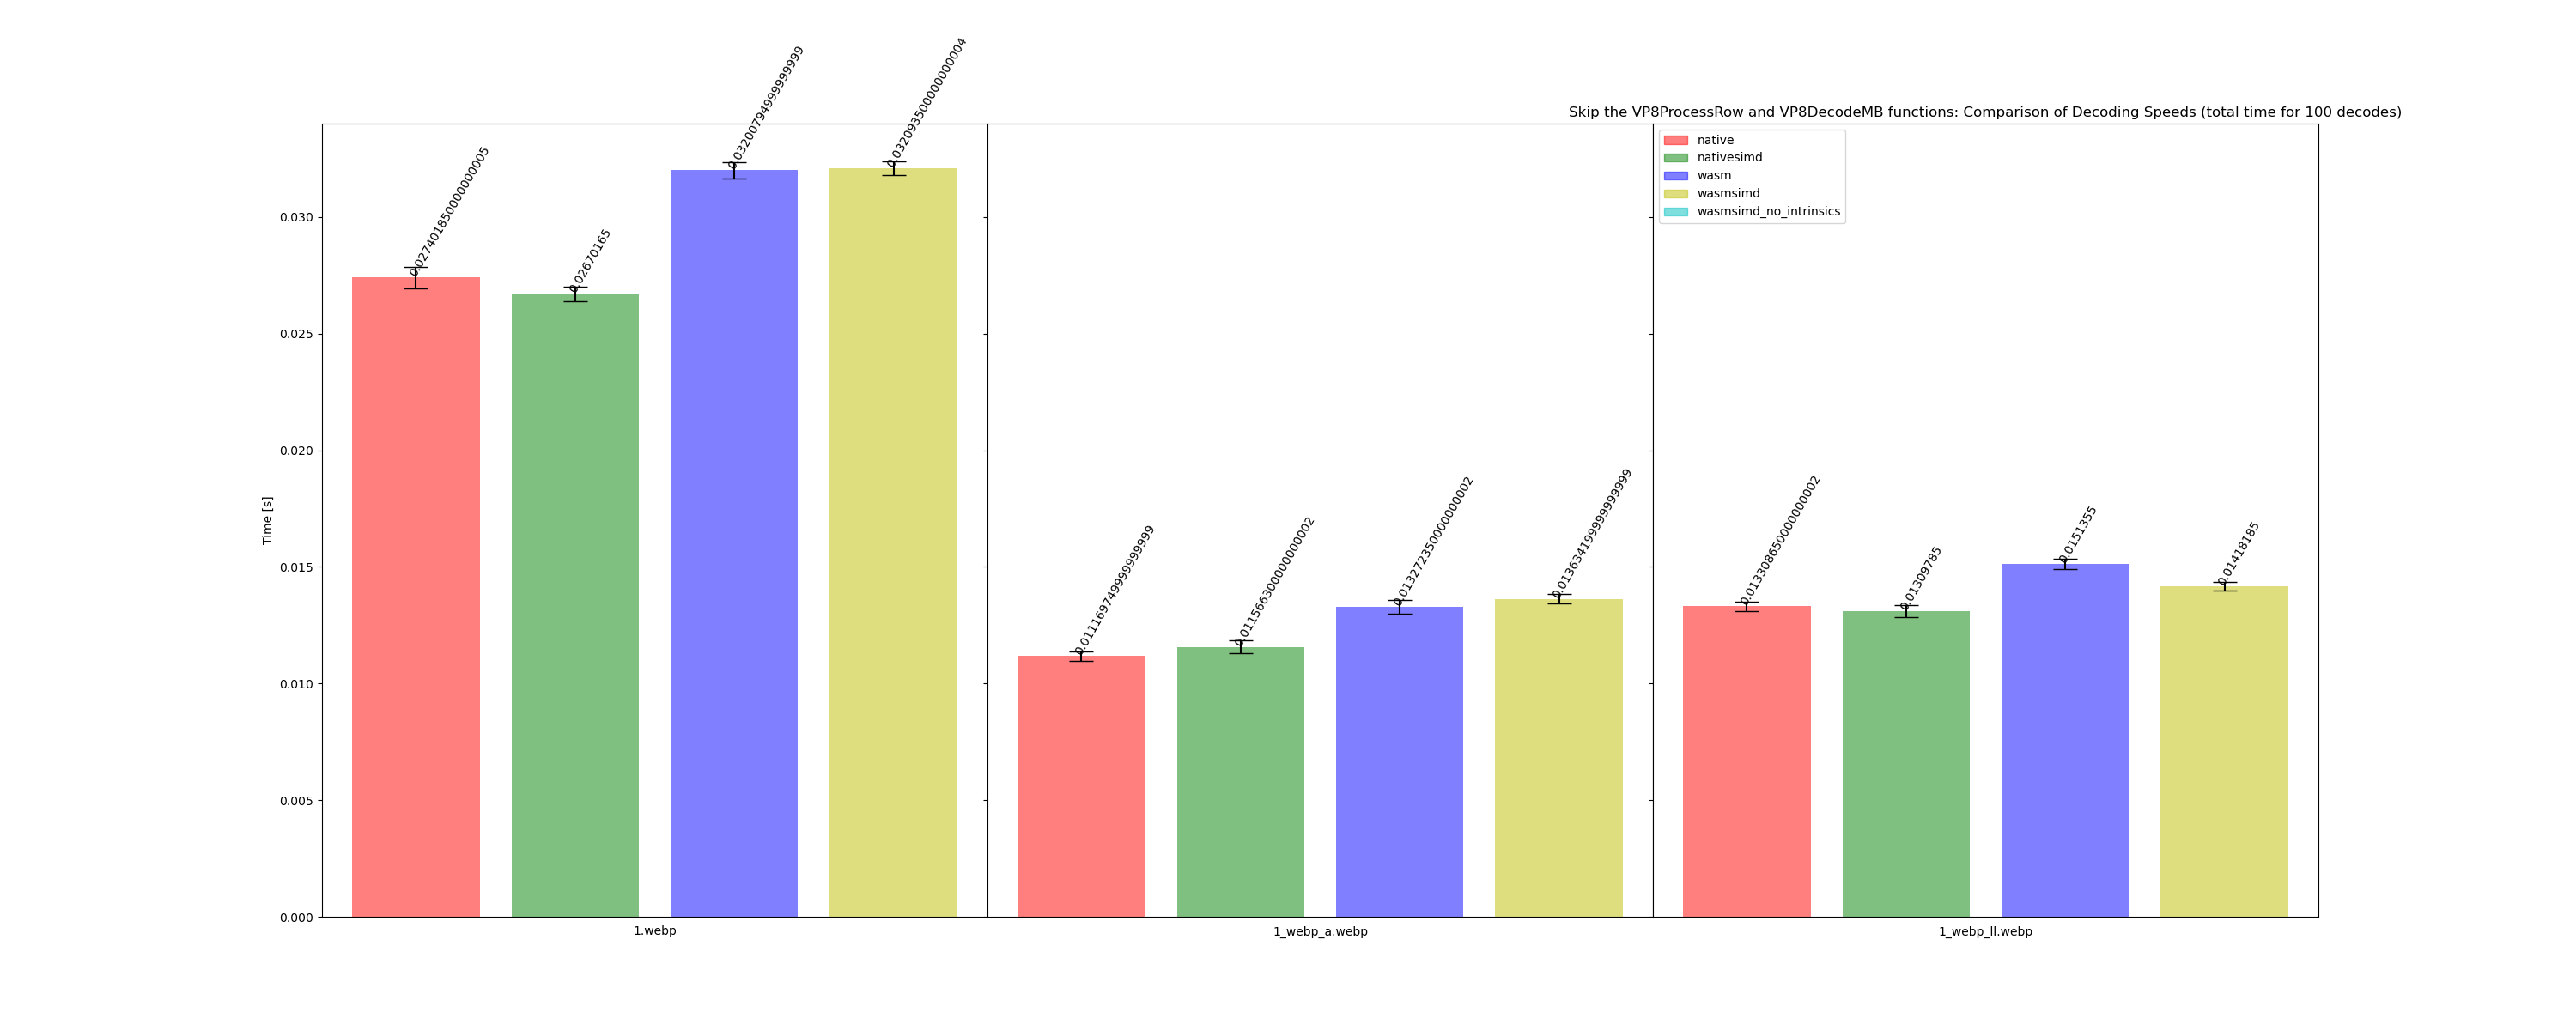 Skip the VP8ProcessRow and VP8DecodeMB functions: Comparison of Decoding Speeds (total time for 100 decodes)
native
nativesimd
wasm
wasmsimd
wasmsimd_no_intrinsics
Time [s]
0.030
0.025
0.020
0.015
0.010
0.005
0.000
0.027401850000000005
0.02670165
0.032007949999999999
0.032093500000000004
0.011169749999999999
0.011566300000000002
0.013272350000000002
0.013634199999999999
0.013308650000000002
0.01309785
0.0151355
0.01418185
1.webp
1_webp_a.webp
1_webp_ll.webp